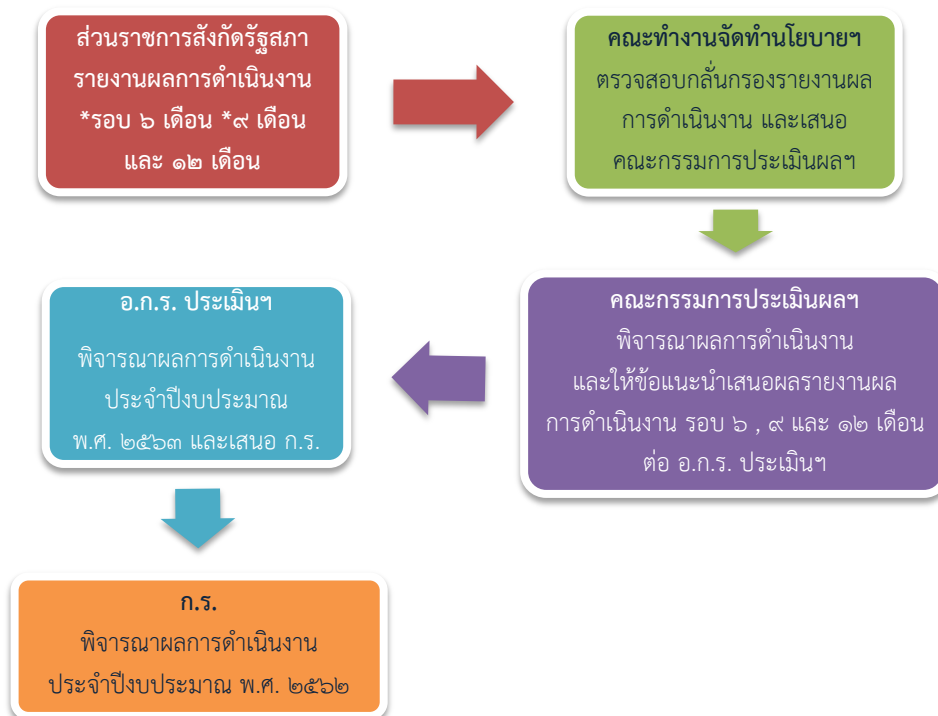 ส่วนราชการสังกัดรัฐสภา
รายงานผลการดำเนินงาน
*รอบ ๖ เดือน *๙ เดือน
และ ๑๒ เดือน
คณะทำงานจัดทำนโยบายฯ
ตรวจสอบกลั่นกรองรายงานผล
การดำเนินงาน และเสนอ
คณะกรรมการประเมินผลฯ
คณะกรรมการประเมินผลฯ
พิจารณาผลการดำเนินงาน
และให้ข้อแนะนำเสนอผลรายงานผล
การดำเนินงาน รอบ ๖ , ๙ และ ๑๒ เดือน
ต่อ อ.ก.ร. ประเมินฯ
อ.ก.ร. ประเมินฯ
พิจารณาผลการดำเนินงาน
ประจำปีงบประมาณ
พ.ศ. ๒๕๖๓ และเสนอ ก.ร.
ก.ร.
พิจารณาผลการดำเนินงาน
ประจำปีงบประมาณ พ.ศ. ๒๕๖๒